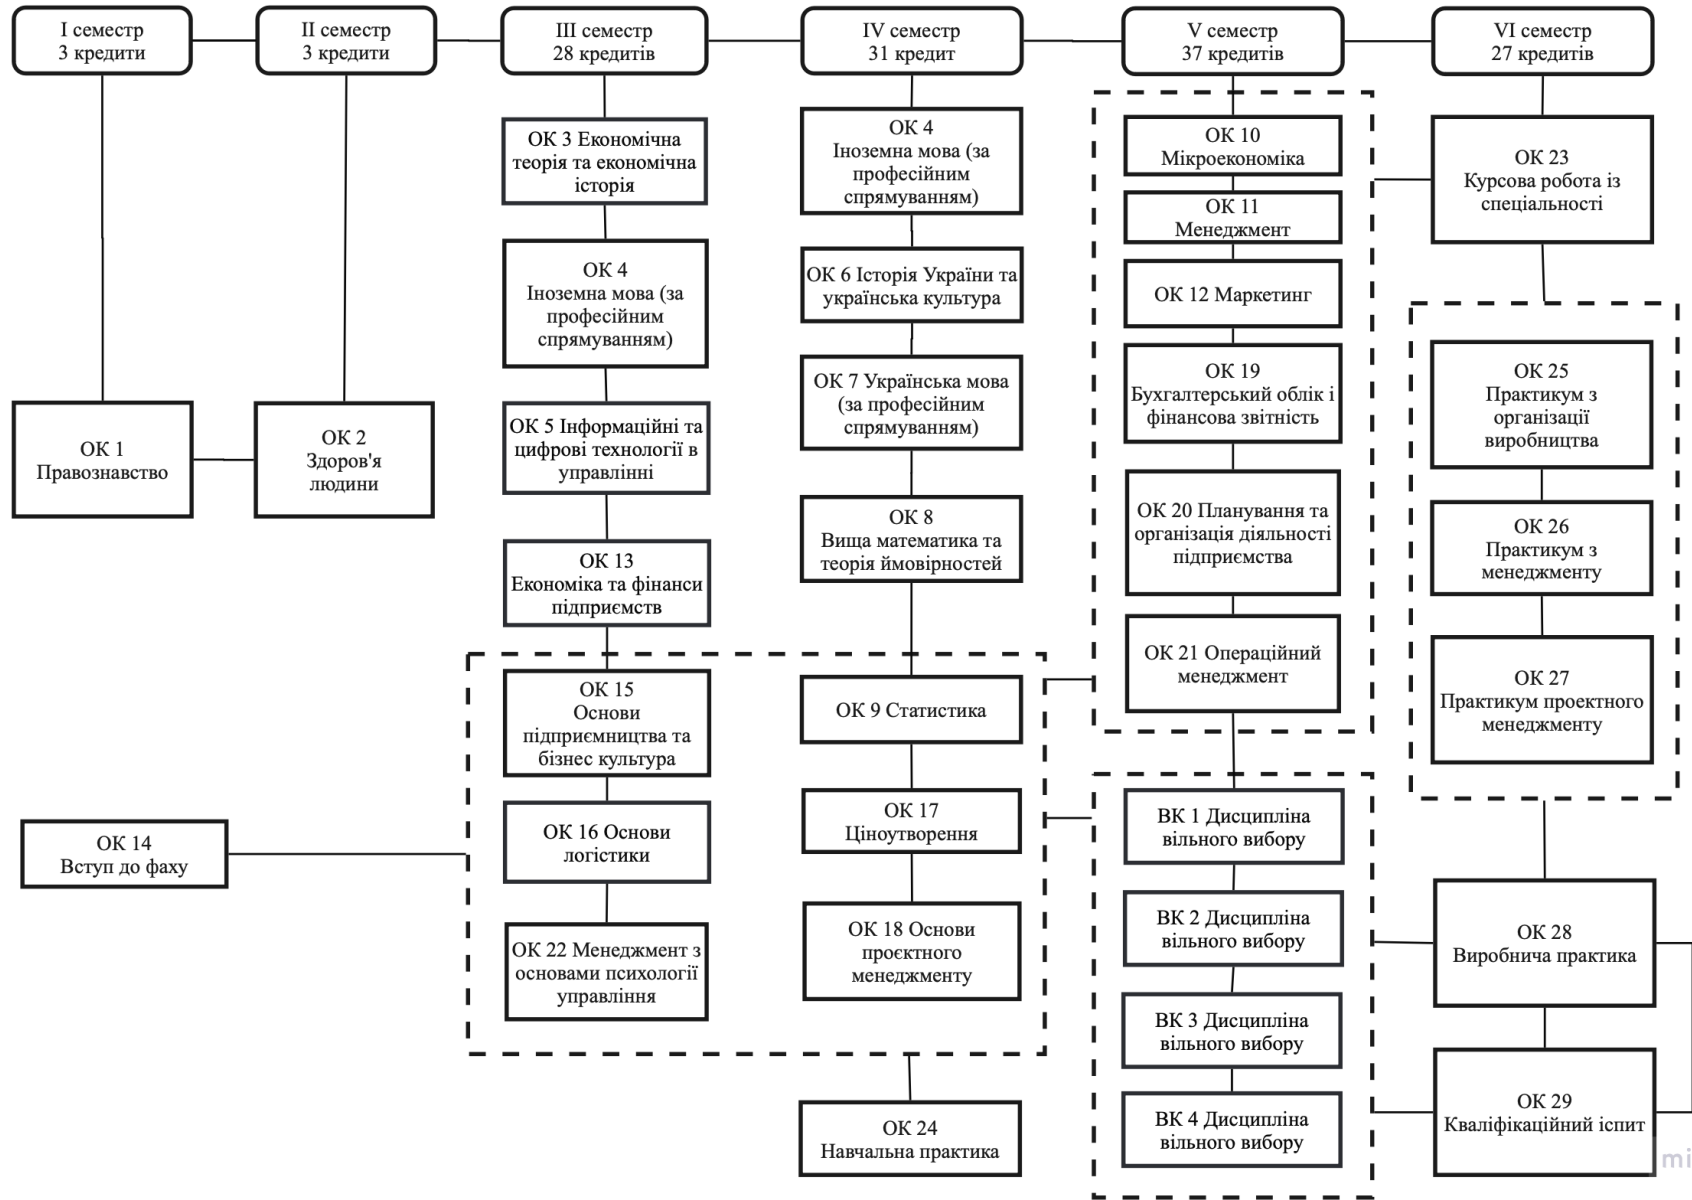 I семестр
3 кредити
II семестр
3 кредити
III семестр
28 кредитів
IV семестр
31 кредит
V семестр
37 кредитів
VI семестр
27 кредитів
ОК 1
Правознавство
ОК 2
Здоров'я
людини
ОК 14
Вступ до фаху
ОК 3 Економічна
теорія та економічна
історія
ОК 4
Іноземна мова (за
професійним
спрямуванням)
ОК 5 Інформаційні та
цифрові технології в
управлінні
ОК 13
Економіка та фінанси
підприємств
ОК 15
Основи
підприємництва та
бізнес культура
ОК 16 Основи
логістики
ОК 22 Менеджмент з
основами психології
управління
ОК 4
Іноземна мова (за
професійним
спрямуванням)
ОК 6 Історія України та
українська культура
ОК 7 Українська мова
(за професійним
спрямуванням)
ОК 8
Вища математика та
теорія ймовірностей
ОК 9 Статистика
ОК 17
Ціноутворення
ОК 18 Основи
проєктного
менеджменту
ОК 24
Навчальна практика
ОК 10
Мікроекономіка
ОК 11
Менеджмент
ОК 12 Маркетинг
ОК 19
Бухгалтерський облік і
фінансова звітність
ОК 20 Планування та
організація діяльності
підприємства
ОК 21 Операційний
менеджмент
ВК 1 Дисципліна
вільного вибору
ВК 2 Дисципліна
вільного вибору
ВК 3 Дисципліна
вільного вибору
ВК 4 Дисципліна
вільного вибору
ОК 23
Курсова робота із
спеціальності
ОК 25
Практикум з
організації
виробництва
ОК 26
Практикум з
менеджменту
ОК 27
Практикум проектного
менеджменту
ОК 28
Виробнича практика
ОК 29
Кваліфікаційний іспит
mi